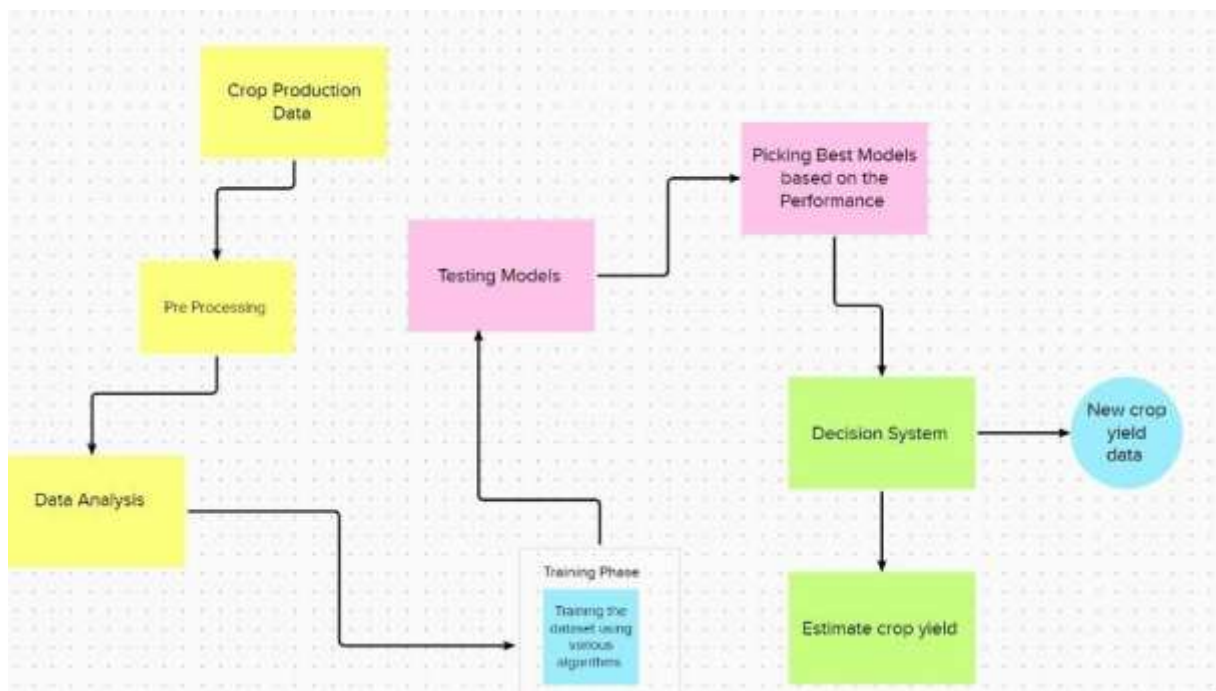 Crop Production
Data
Pre Processing
Data Analysis
Training Phase
Training the
dataset using
various
algorithms
Testing Models
Picking Best Models
based on the
Performance
Decision System
New crop
yield
data
Estimate crop yield